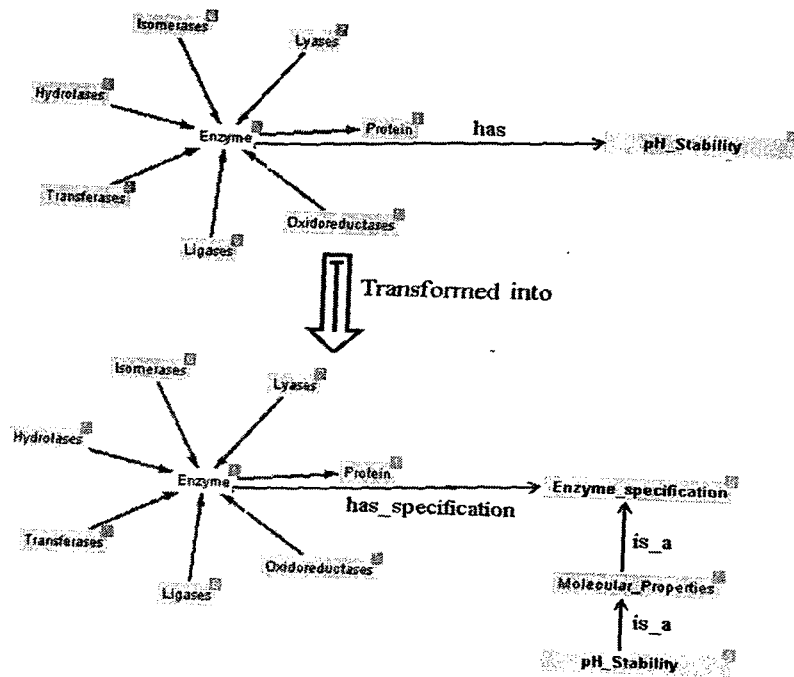 Isomerases
Lyases
Hydrolases
Enzyme
Protein
has
pH_Stability
Transferases
Oxidoreductases
Ligases
Transformed into
Isomerases
Lyases
Hydrolases
Enzyme
Protein
Enzyme_specification
has_specification
Transferases
Oxidoreductases
Ligases
is_a
Molecular_Properties
is_a
pH_Stability